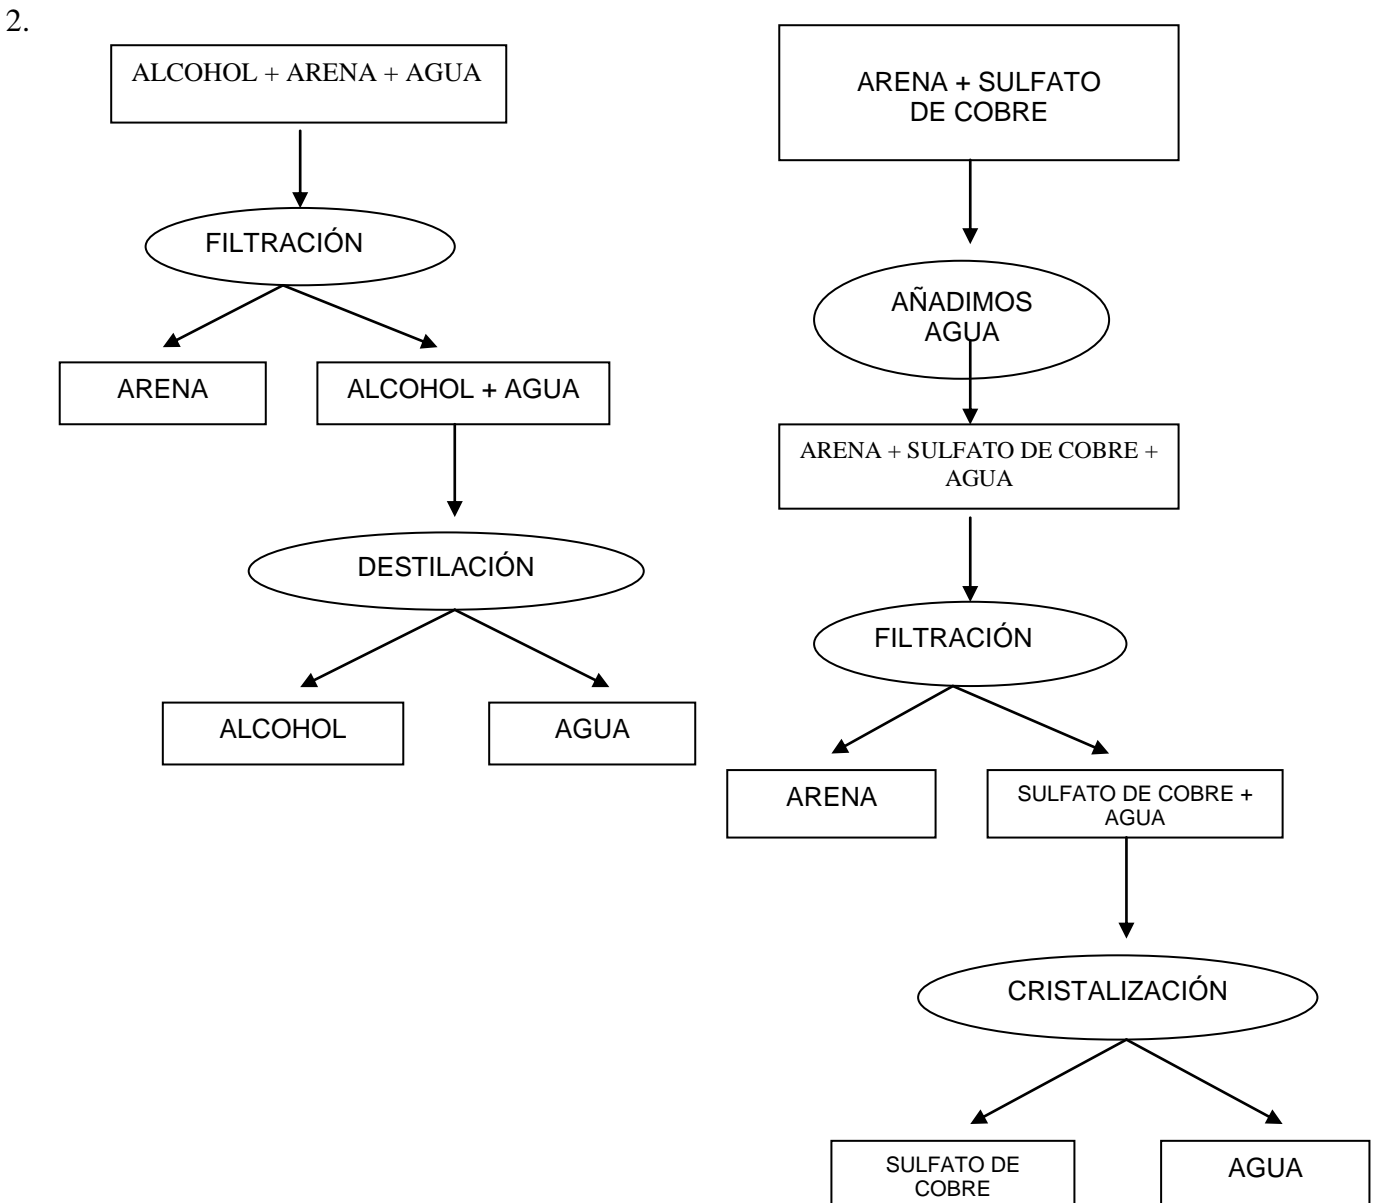 2.
ALCOHOL + ARENA + AGUA
FILTRACIÓN
ARENA
ALCOHOL + AGUA
DESTILACIÓN
ALCOHOL
AGUA
ARENA + SULFATO
DE COBRE
AÑADIMOS
AGUA
ARENA + SULFATO DE COBRE +
AGUA
FILTRACIÓN
ARENA
SULFATO DE COBRE +
AGUA
CRISTALIZACIÓN
SULFATO DE
COBRE
AGUA